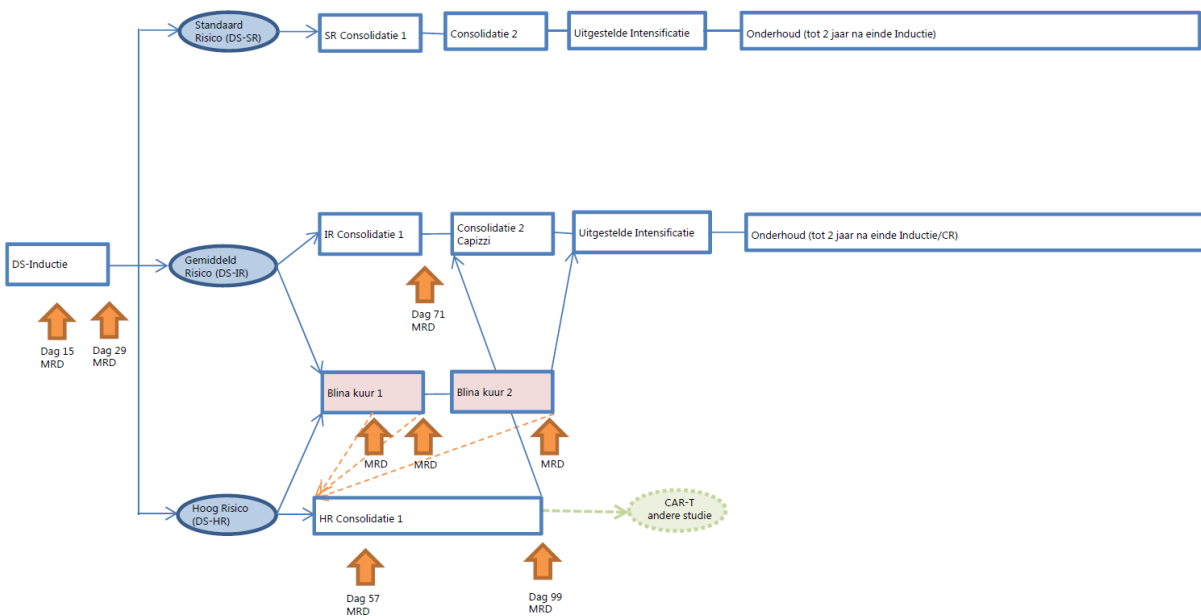 Standaard
Risico (DS-SR)
SR Consolidatie 1
Consolidatie 2
Uitgestelde Intensificatie
Onderhoud (tot 2 jaar na einde Inductie)
DS-Inductie
Gemiddeld
Risico (DS-IR)
IR Consolidatie 1
Consolidatie 2
Capizzi
Uitgestelde Intensificatie
Onderhoud (tot 2 jaar na einde Inductie/CR)
Dag 15
MRD
Dag 29
MRD
Dag 71
MRD
Blina kuur 1
Blina kuur 2
MRD
MRD
MRD
Hoog Risico
(DS-HR)
HR Consolidatie 1
CAR-T
andere studie
Dag 57
MRD
Dag 99
MRD